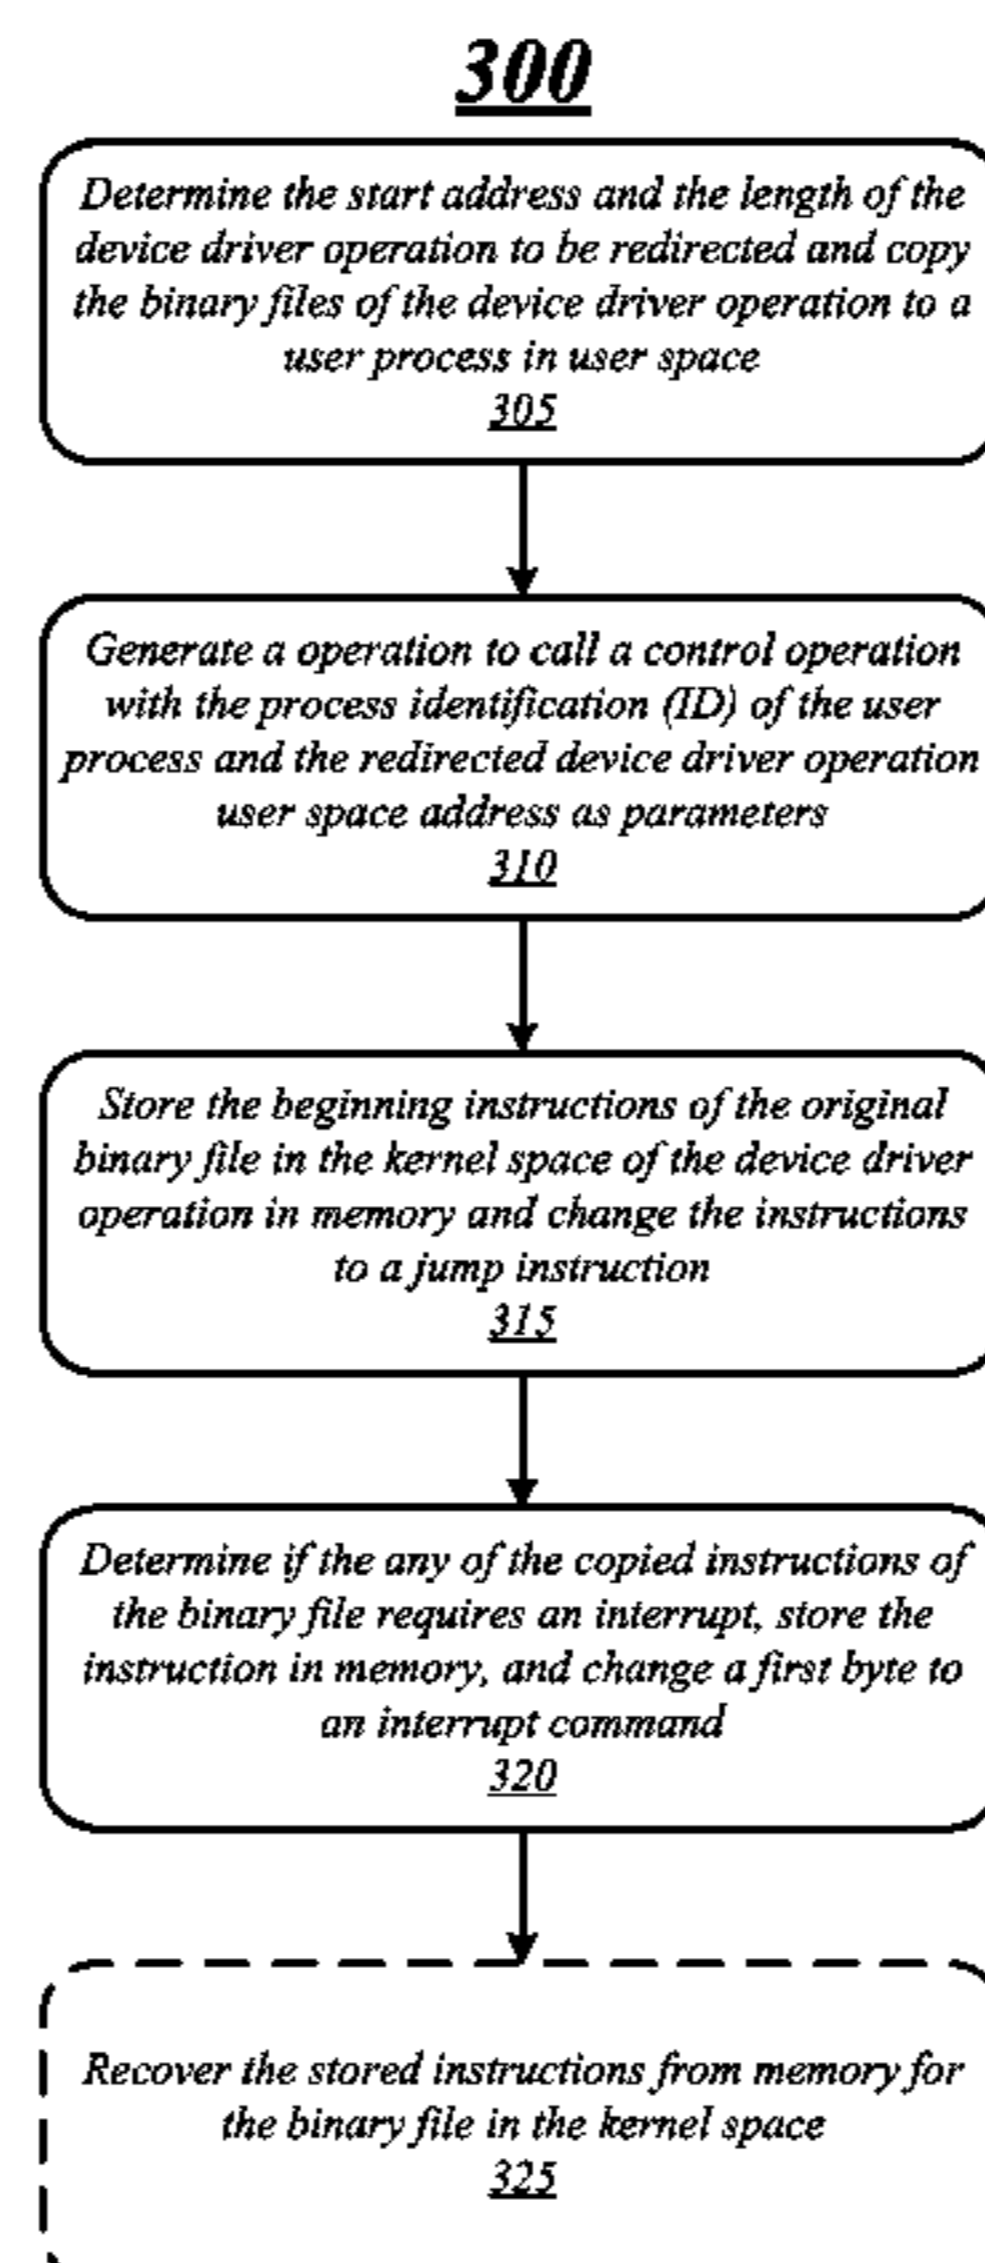 300
Determine the start address and the length of the
device driver operation to be redirected and copy
the binary files of the device driver operation to a
user process in user space
305
Generate a operation to call a control operation
with the process identification (ID) of the user
process and the redirected device driver operation
user space address as parameters
310
Store the beginning instructions of the original
binary file in the kernel space of the device driver
operation in memory and change the instructions
to a jump instruction
315
Determine if the any of the copied instructions of
the binary file requires an interrupt, store the
instruction in memory, and change a first byte to
an interrupt command
320
Recover the stored instructions from memory for
the binary file in the kernel space
325